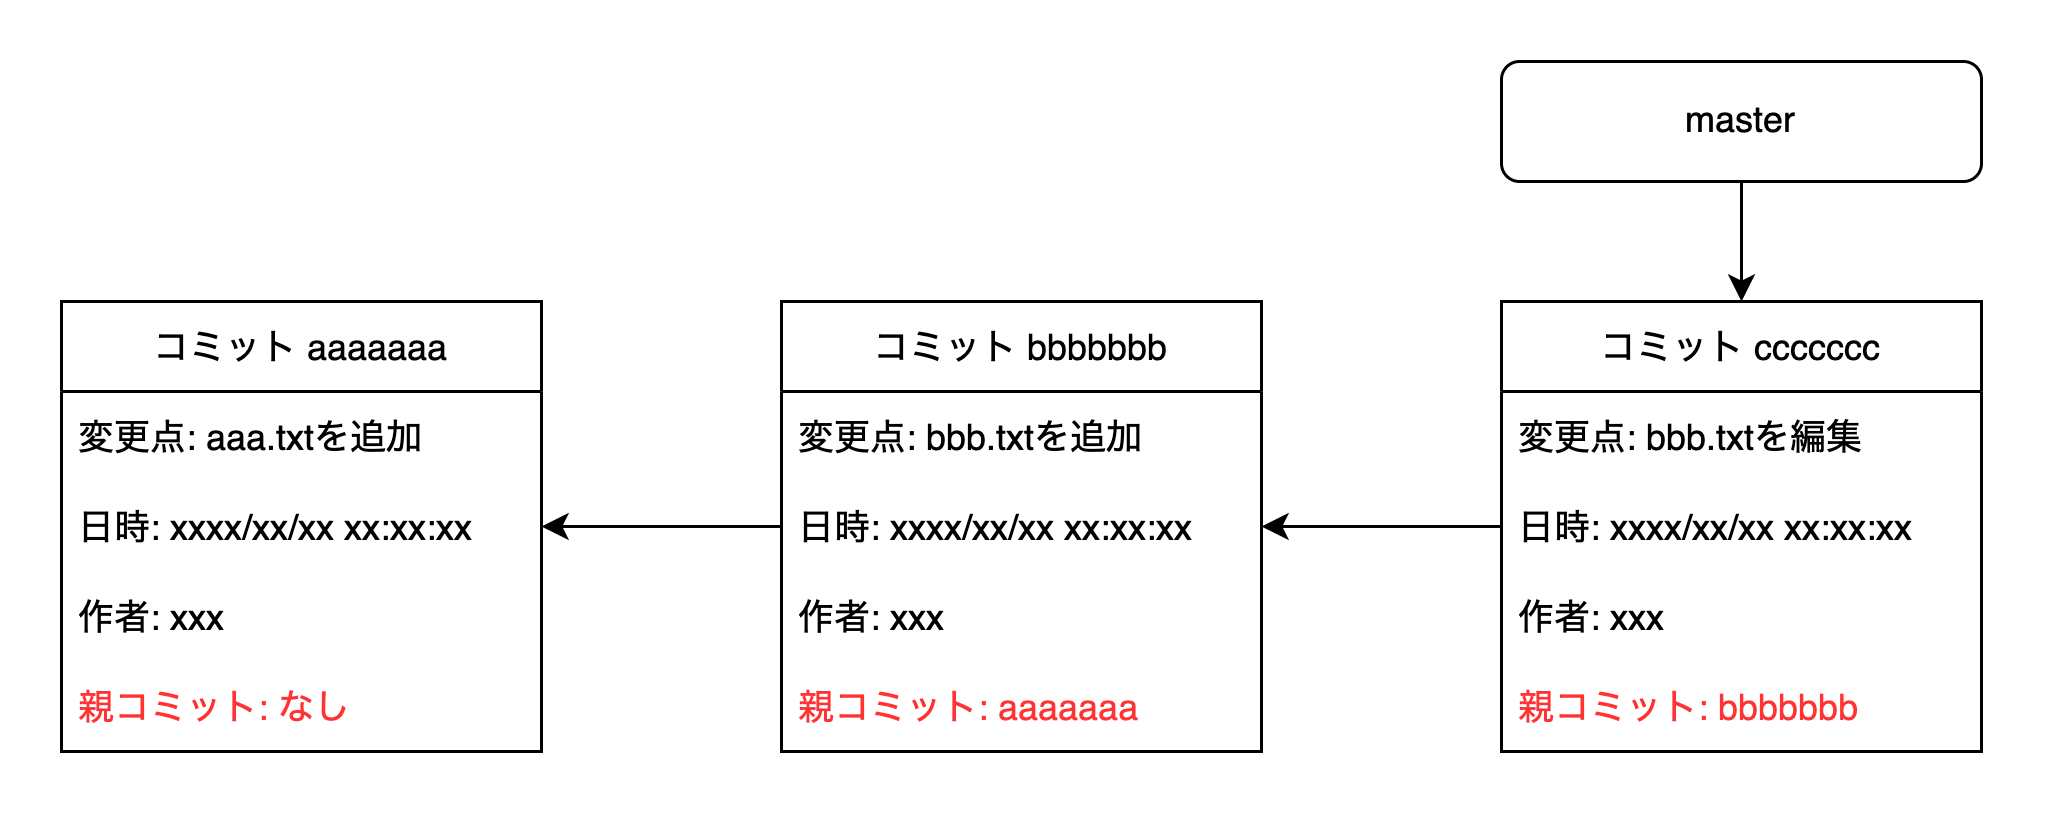 master
コミット aaaaaaa
変更点: aaa.txtを追加
日時: xxxx/xx/xx xx:xx:xx
作者: xxx
親コミット: なし
コミット bbbbbbb
変更点: bbb.txtを追加
日時: xxxx/xx/xx xx:xx:xx
作者: xxx
親コミット: aaaaaaa
コミット ccccccc
変更点: bbb.txtを編集
日時: xxxx/xx/xx xx:xx:xx
作者: xxx
親コミット: bbbbbbb